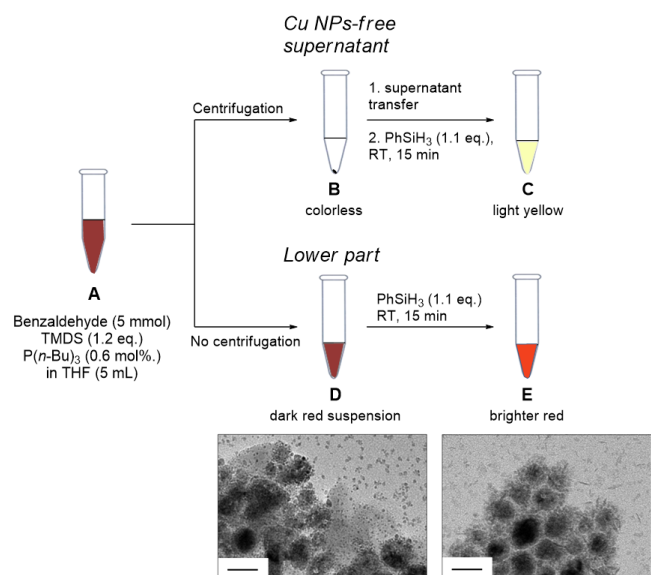 Cu NPs-free
supernatant
Centrifugation
1. supernatant
transfer
2. PhSiH₃ (1.1 eq.),
RT, 15 min
B
colorless
C
light yellow
A
Benzaldehyde (5 mmol)
TMDS (1.2 eq.)
P(n-Bu)₃ (0.6 mol%.)
in THF (5 mL)
Lower part
No centrifugation
PhSiH₃ (1.1 eq.)
RT, 15 min
D
dark red suspension
E
brighter red